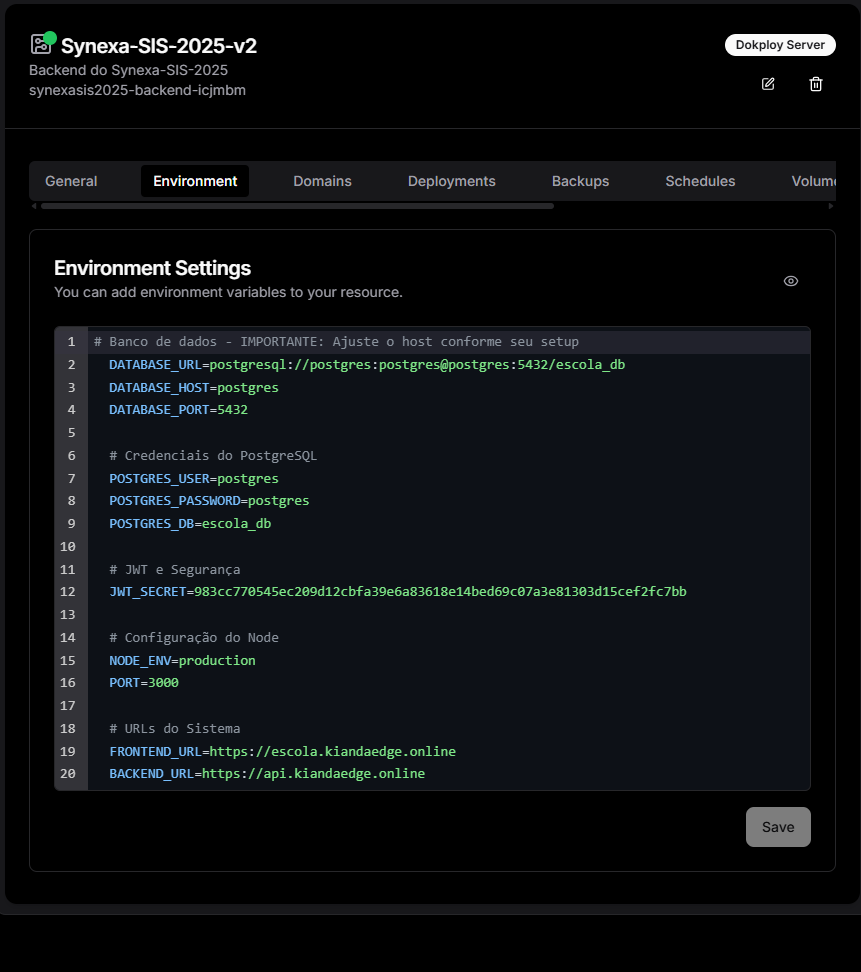 Synexa-SIS-2025-v2
Dokploy Server
Backend do Synexa-SIS-2025
synexasis2025-backend-icjmbm
General Environment Domains Deployments Backups Schedules Volume
Environment Settings
You can add environment variables to your resource.
1 # Banco de dados - IMPORTANTE: Ajuste o host conforme seu setup
2 DATABASE_URL=postgresql://postgres:postgres@postgres:5432/escola_db
3 DATABASE_HOST=postgres
4 DATABASE_PORT=5432
5
6 # Credenciais do PostgreSQL
7 POSTGRES_USER=postgres
8 POSTGRES_PASSWORD=postgres
9 POSTGRES_DB=escola_db
10
11 # JWT e Segurança
12 JWT_SECRET=983cc770545ec209d12cbfa39e6a83618e14bed69c07a3e81303d15cef2fc7bb
13
14 # Configuração do Node
15 NODE_ENV=production
16 PORT=3000
17
18 # URLs do Sistema
19 FRONTEND_URL=https://escola.kiandaedge.online
20 BACKEND_URL=https://api.kiandaedge.online
Save